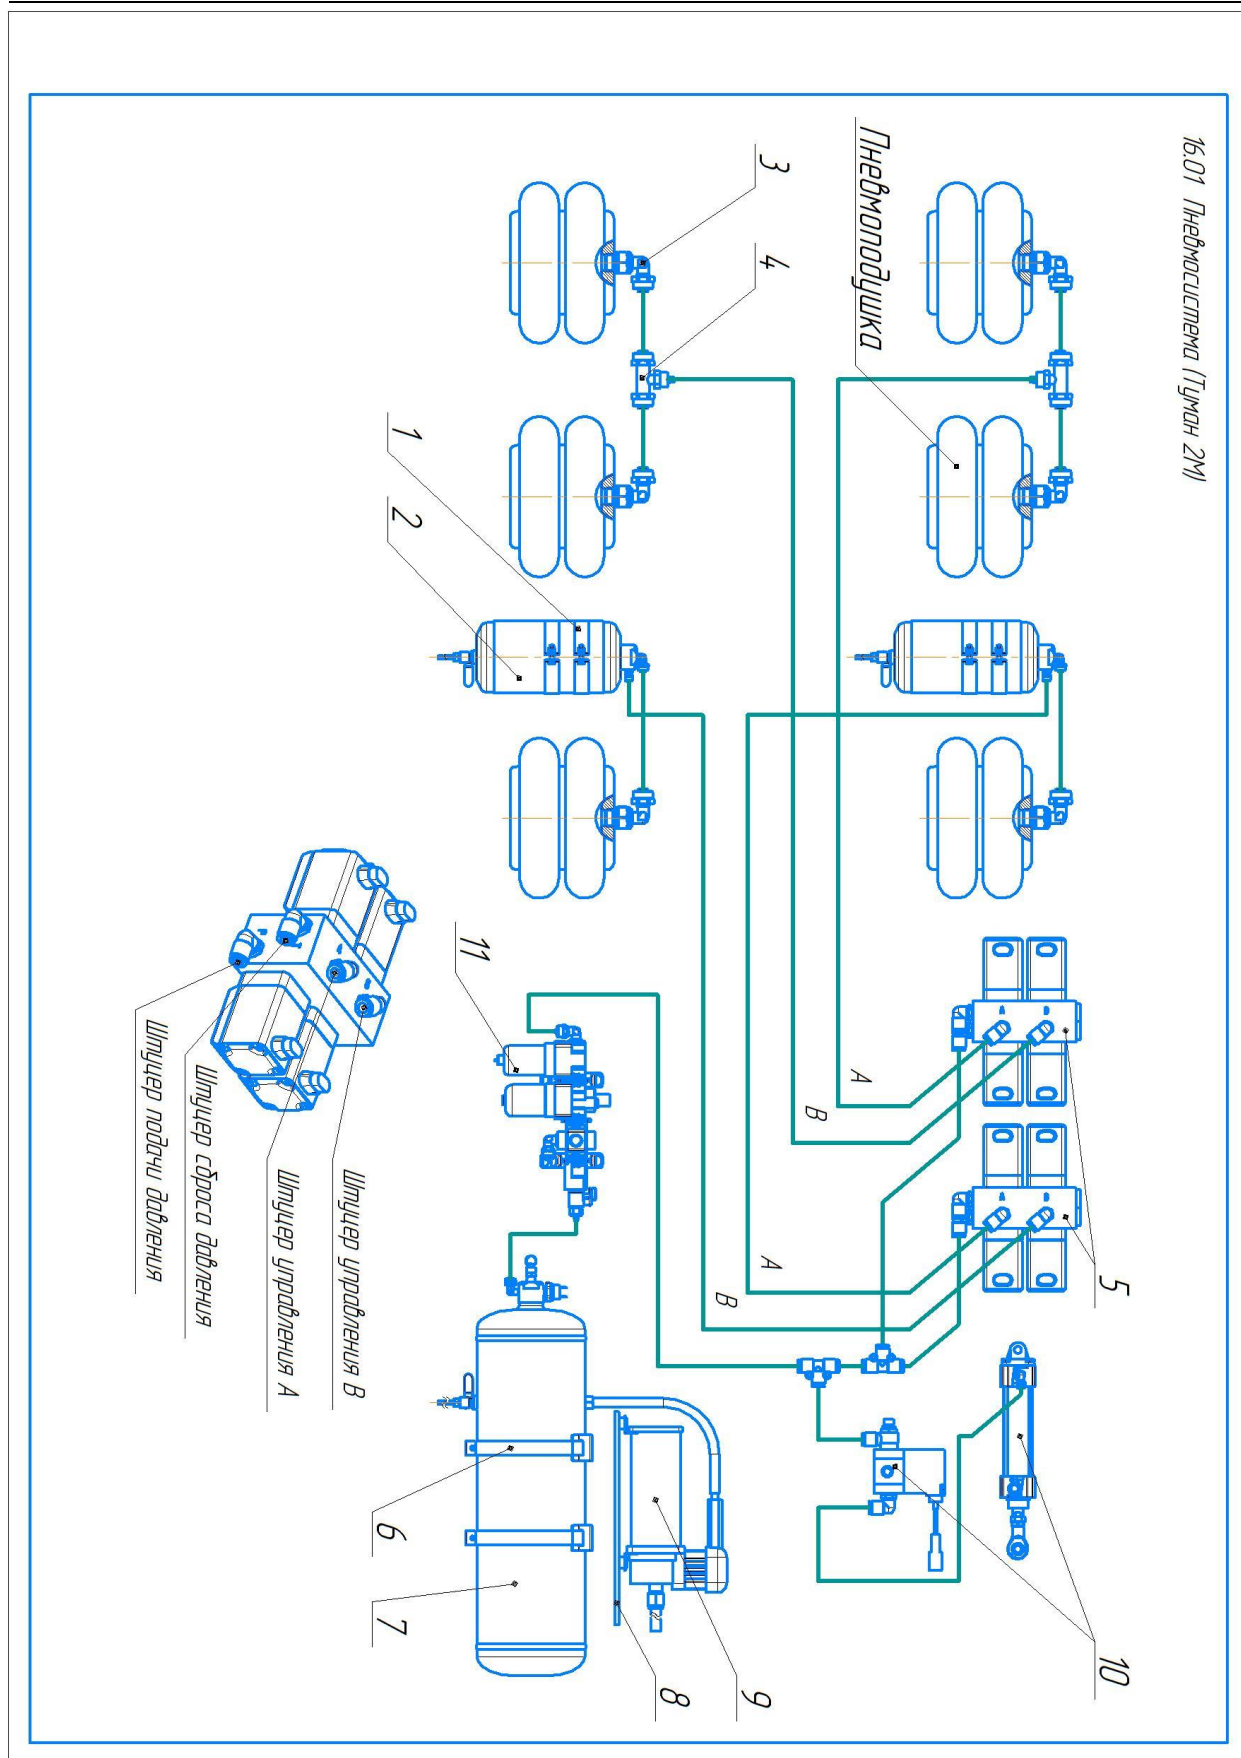 16.01 Пневмосистема (Туман 2М)
Пневмоподушка
3
4
1
2
5
A
B
A
B
A
B
A
B
10
11
6
7
8
9
Штуцер управления В
Штуцер управления А
Штуцер сброса давления
Штуцер подачи давления